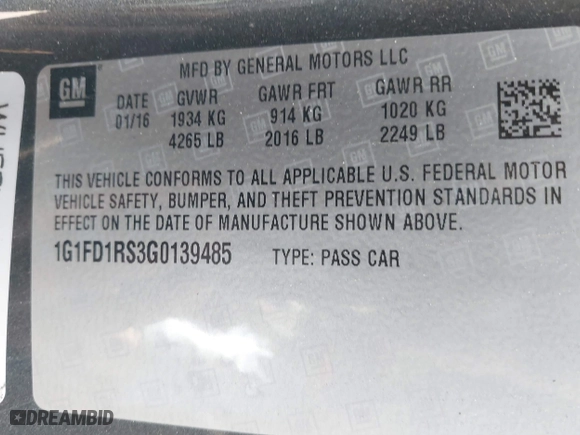 GM
MFD BY GENERAL MOTORS LLC
DATE GVWR GAWR FRT GAWR RR
01/16 1934 KG 914 KG 1020 KG
4265 LB 2016 LB 2249 LB
THIS VEHICLE CONFORMS TO ALL APPLICABLE U.S. FEDERAL MOTOR
VEHICLE SAFETY, BUMPER, AND THEFT PREVENTION STANDARDS IN
EFFECT ON THE DATE OF MANUFACTURE SHOWN ABOVE.
1G1FD1RS3G0139485 TYPE: PASS CAR
DREAMBID